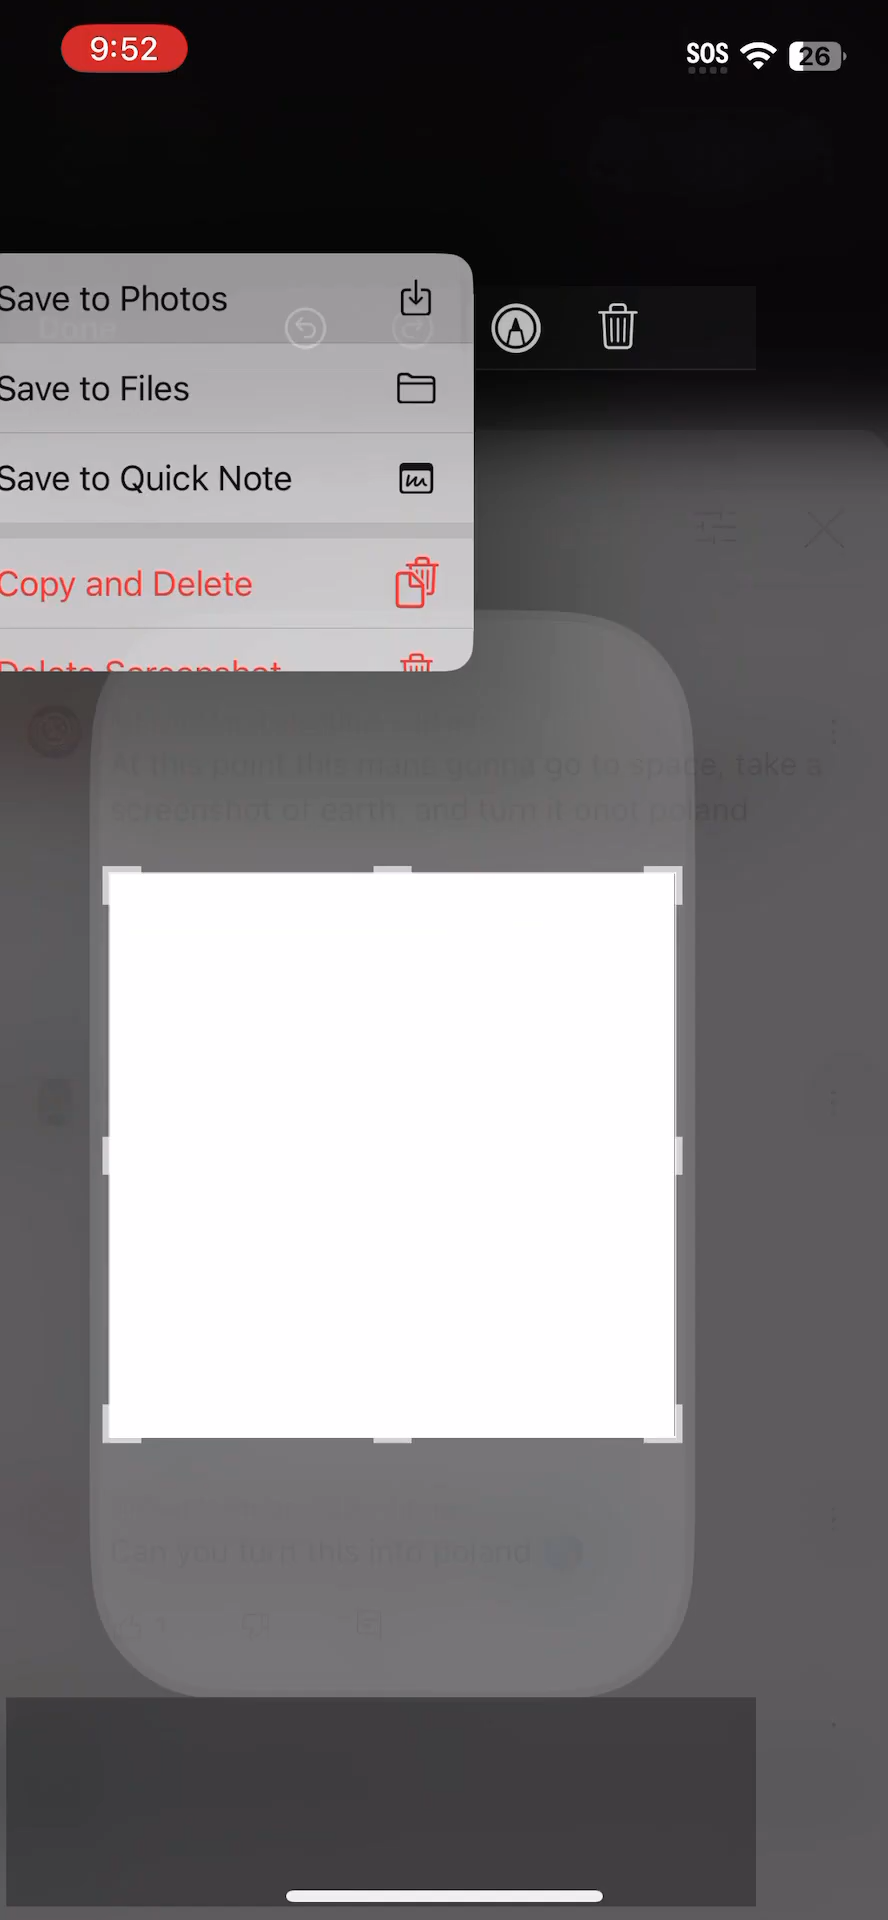 9:52
SOS
26
Save to Photos
Done
Save to Files
Save to Quick Note
Copy and Delete
Delete Screenshot
At this point this mans gonna go to space, take a
screenshot of earth, and turn it onot poland
Can you turn this into poland
1